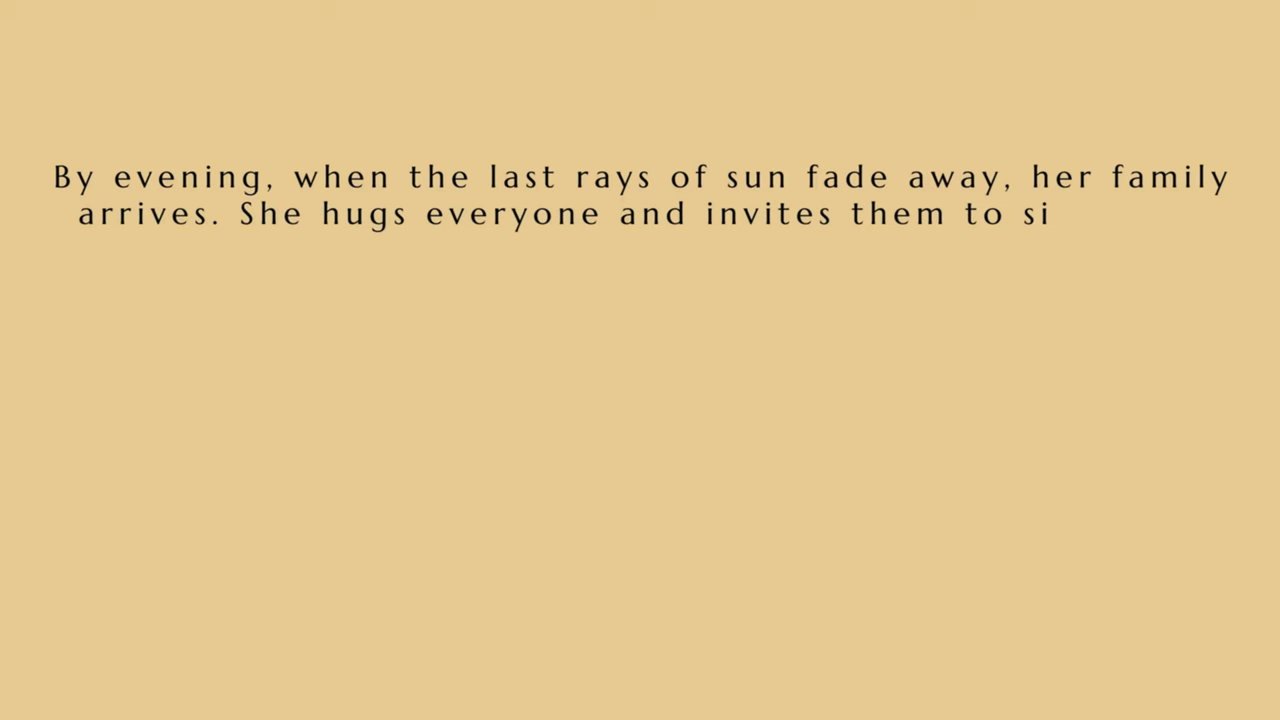 By evening, when the last rays of sun fade away, her family
arrives. She hugs everyone and invites them to si